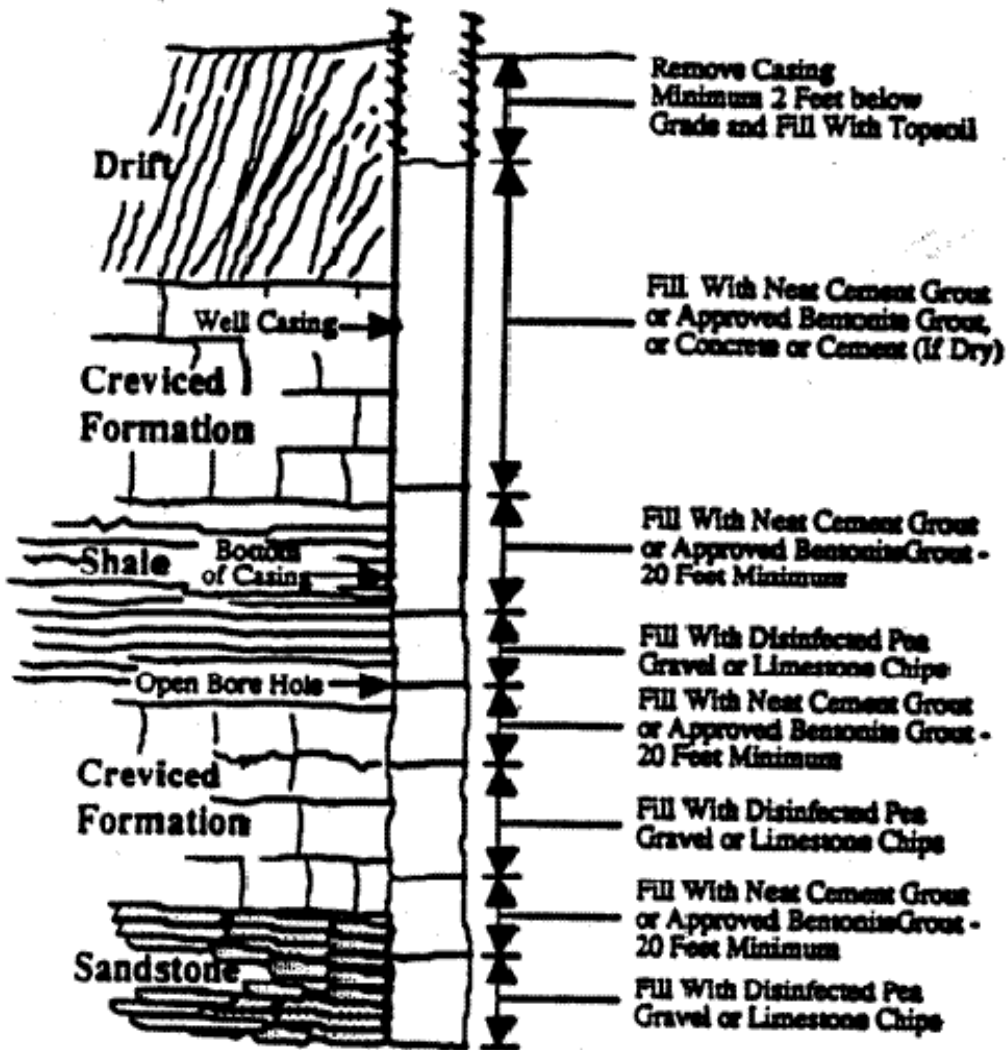 Remove Casing
Minimum 2 Feet below
Grade and Fill With Topsoil
Drift
Fill With Neat Cement Grout
or Approved Bentonite Grout,
or Concrete or Cement (If Dry)
Well Casing
Creviced
Formation
Fill With Neat Cement Grout
or Approved BentoniteGrout -
20 Feet Minimum
Shale
Bottom
of Casing
Fill With Disinfected Pea
Gravel or Limestone Chips
Open Bore Hole
Fill With Neat Cement Grout
or Approved Bentonite Grout -
20 Feet Minimum
Creviced
Formation
Fill With Disinfected Pea
Gravel or Limestone Chips
Fill With Neat Cement Grout
or Approved BentoniteGrout -
20 Feet Minimum
Sandstone
Fill With Disinfected Pea
Gravel or Limestone Chips